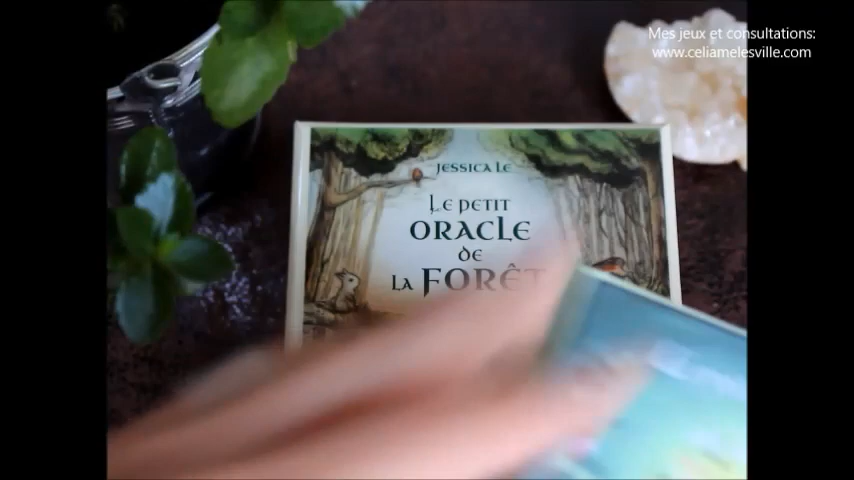 Mes jeux et consultations:
www.celiamelesville.com
JESSICA LE
LE PETIT
ORACLE
DE
LA FORÊT